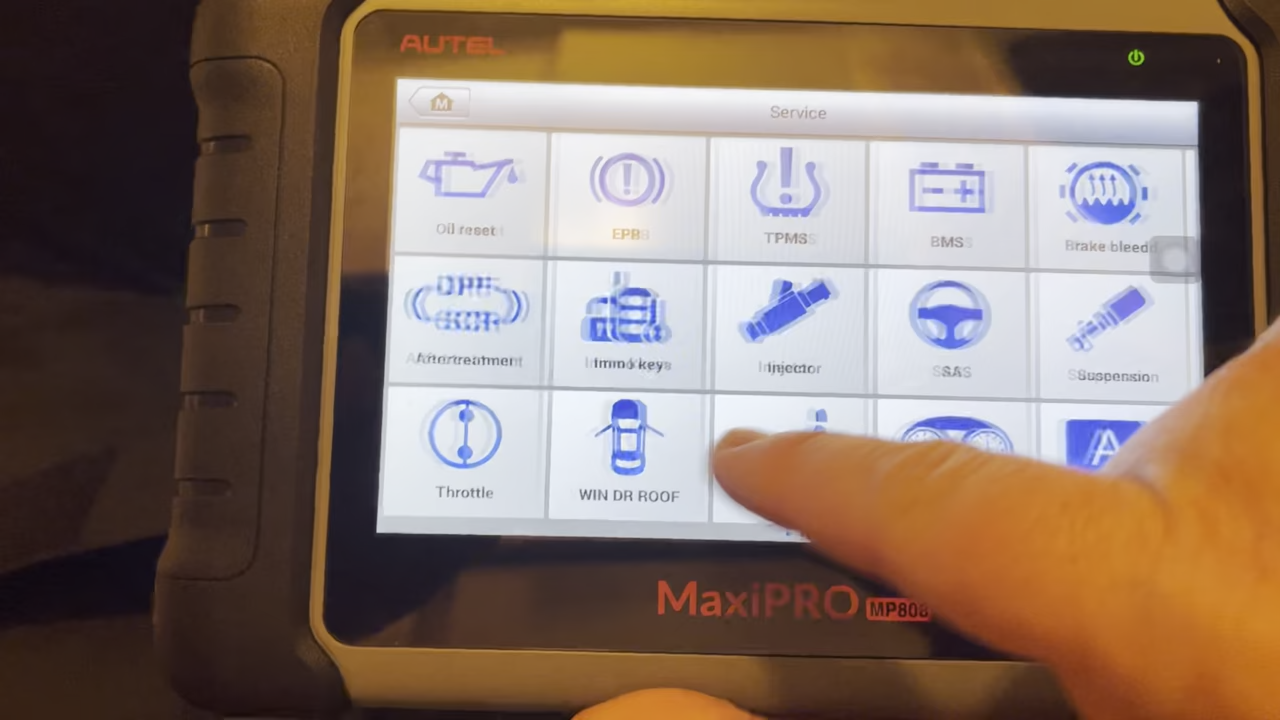 AUTEL
M
Service
Oil reset
EPB
TPMS
BMS
Brake bleed
Aftertreatment
Immo keys
Injector
SAS
Suspension
Throttle
WIN DR ROOF
A
MaxiPRO MP808